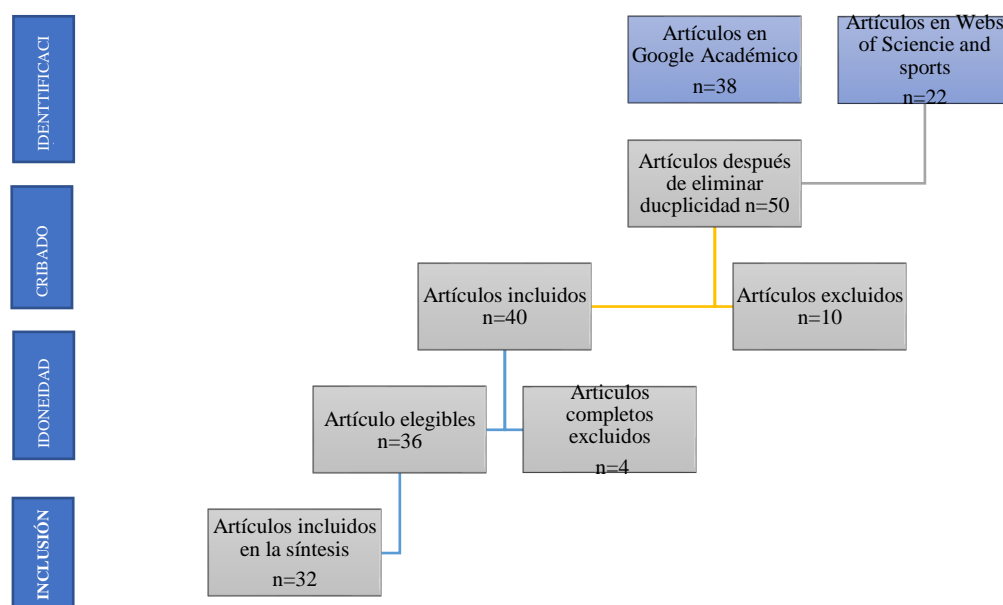 IDENTTIFICACI
Artículos en
Google Académico
n=38
Artículos en Webs
of Sciencie and
sports
n=22
Artículos después
de eliminar
ducplicidad n=50
CRIBADO
Artículos incluidos
n=40
Artículos excluidos
n=10
IDONEIDAD
Artículo elegibles
n=36
Articulos
completos
excluidos
n=4
INCLUSIÓN
Artículos incluidos
en la síntesis
n=32